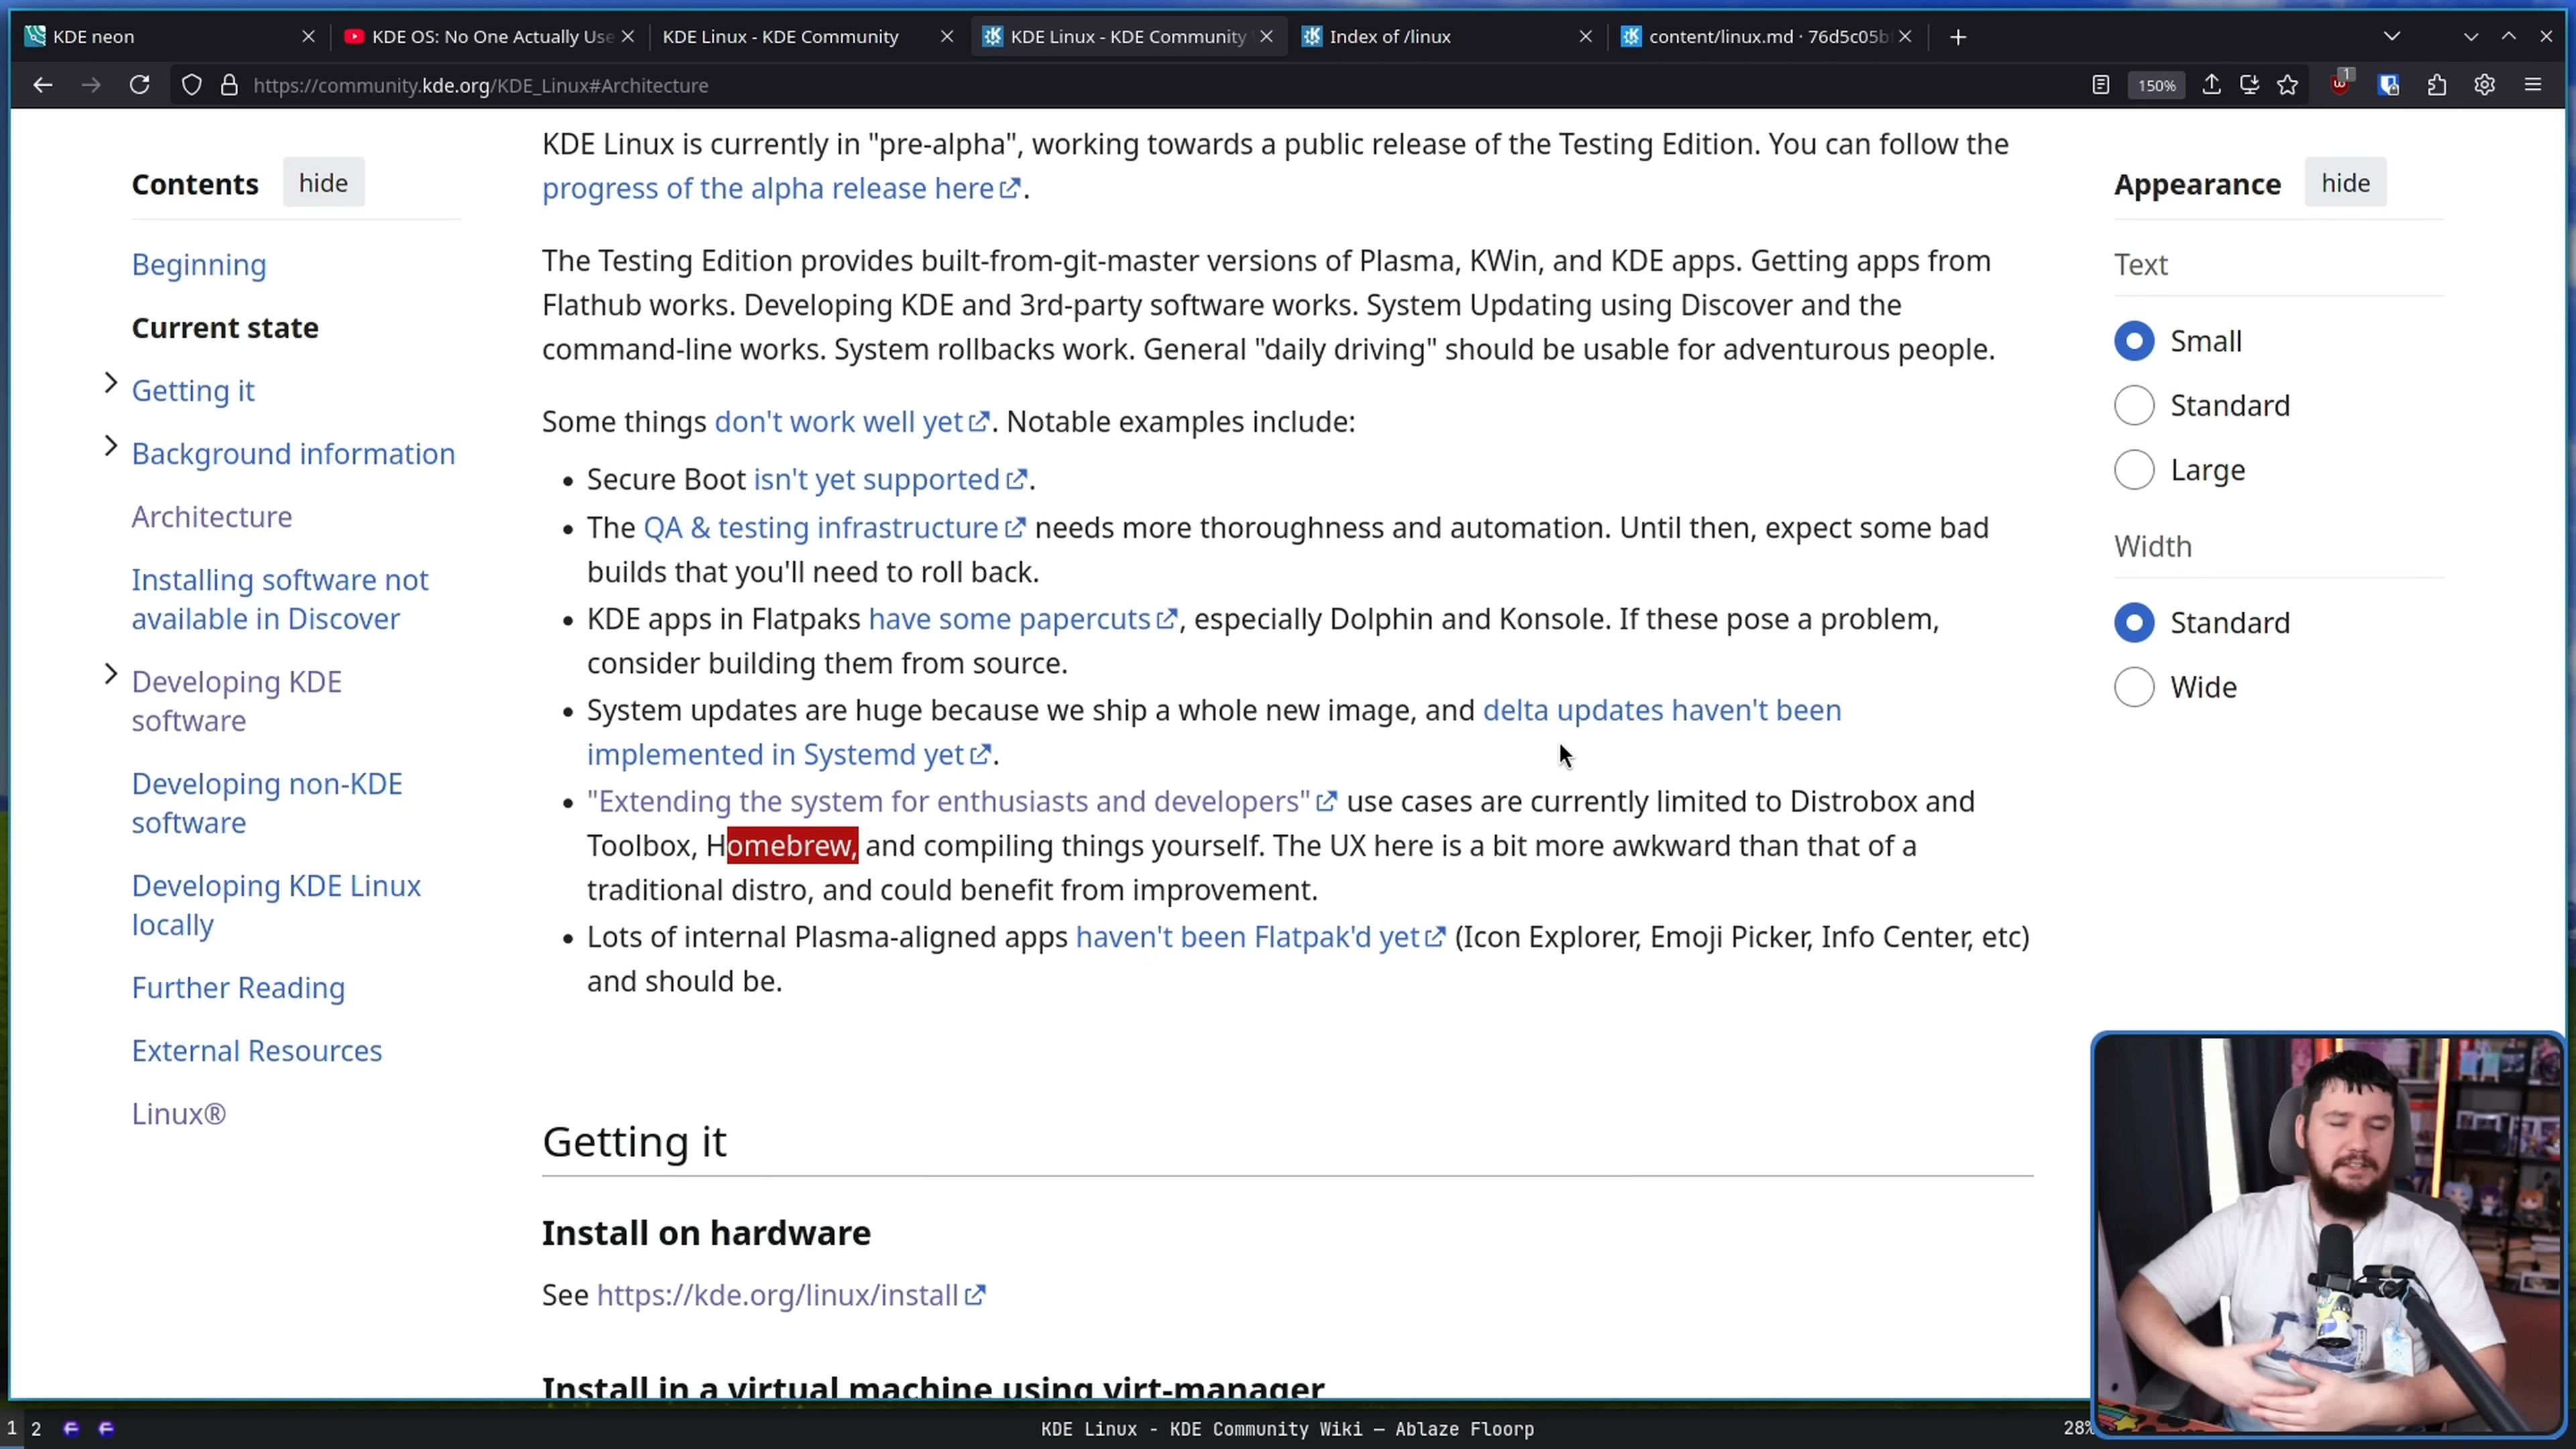 KDE neon
KDE OS: No One Actually Use
KDE Linux - KDE Community
KDE Linux - KDE Community
Index of /linux
content/linux.md · 76d5c05b
https://community.kde.org/KDE_Linux#Architecture
150%
1
Contents
hide
Beginning
Current state
Getting it
Background information
Architecture
Installing software not
available in Discover
Developing KDE
software
Developing non-KDE
software
Developing KDE Linux
locally
Further Reading
External Resources
Linux®
KDE Linux is currently in "pre-alpha", working towards a public release of the Testing Edition. You can follow the
progress of the alpha release here.
The Testing Edition provides built-from-git-master versions of Plasma, KWin, and KDE apps. Getting apps from
Flathub works. Developing KDE and 3rd-party software works. System Updating using Discover and the
command-line works. System rollbacks work. General "daily driving" should be usable for adventurous people.
Some things don't work well yet. Notable examples include:
• Secure Boot isn't yet supported.
• The QA & testing infrastructure needs more thoroughness and automation. Until then, expect some bad
builds that you'll need to roll back.
• KDE apps in Flatpaks have some papercuts, especially Dolphin and Konsole. If these pose a problem,
consider building them from source.
• System updates are huge because we ship a whole new image, and delta updates haven't been
implemented in Systemd yet.
• "Extending the system for enthusiasts and developers" use cases are currently limited to Distrobox and
Toolbox, Homebrew, and compiling things yourself. The UX here is a bit more awkward than that of a
traditional distro, and could benefit from improvement.
• Lots of internal Plasma-aligned apps haven't been Flatpak'd yet (Icon Explorer, Emoji Picker, Info Center, etc)
and should be.
Getting it
Install on hardware
See https://kde.org/linux/install
Install in a virtual machine using virt-manager
Appearance
hide
Text
Small
Standard
Large
Width
Standard
Wide
1 2
KDE Linux - KDE Community Wiki — Ablaze Floorp
28%